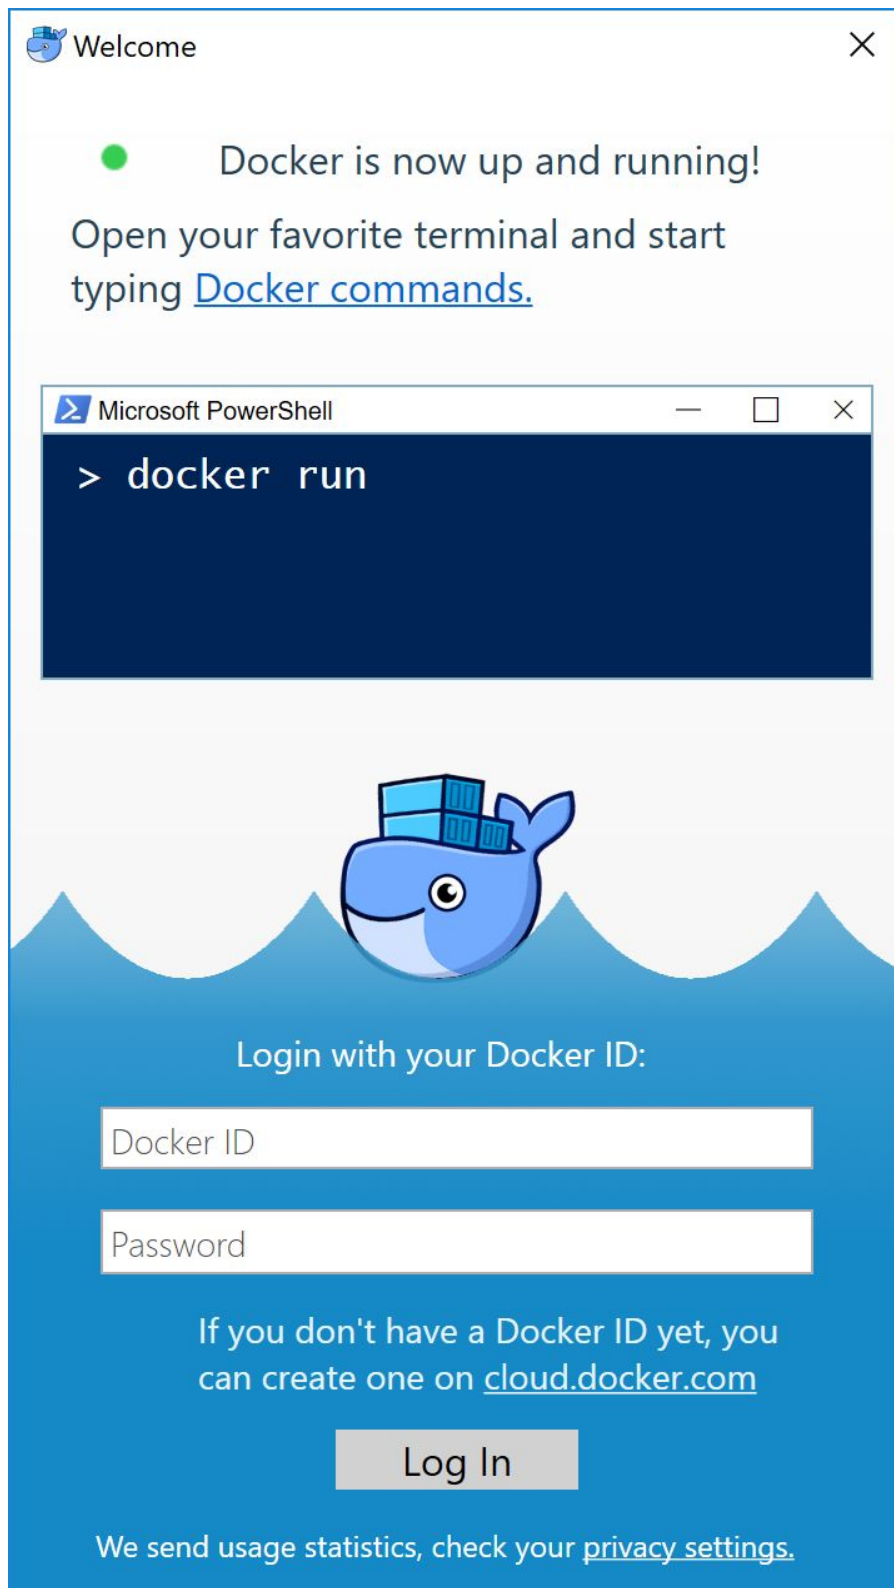 Welcome
Docker is now up and running!
Open your favorite terminal and start
typing Docker commands.
Microsoft PowerShell
> docker run
Login with your Docker ID:
Docker ID
Password
If you don't have a Docker ID yet, you
can create one on cloud.docker.com
Log In
We send usage statistics, check your privacy settings.